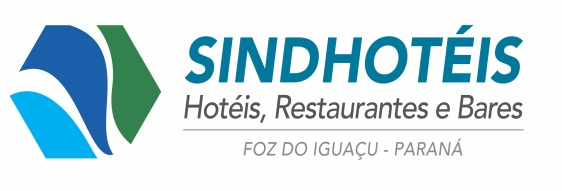 SINDHOTÉIS
Hotéis, Restaurantes e Bares
FOZ DO IGUAÇU - PARANÁ